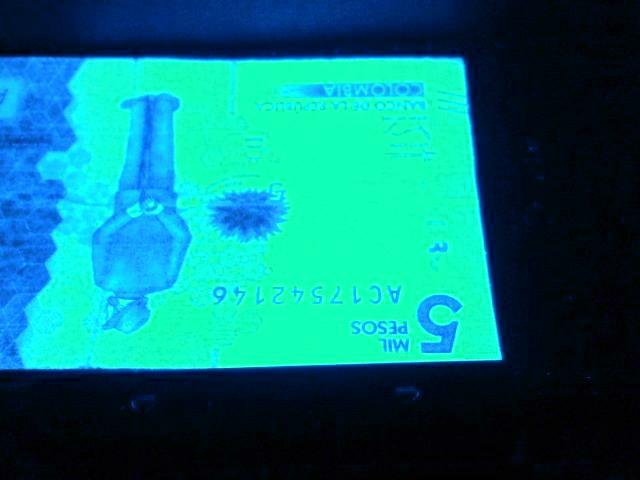 5 MIL
PESOS
AC17542146
BANCO DE LA REPÚBLICA
COLOMBIA